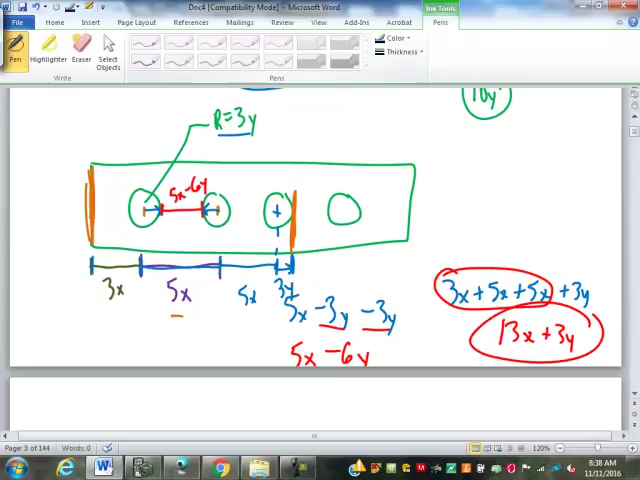 Doc4 [Compatibility Mode] - Microsoft Word
Ink Tools
File
Home
Insert
Page Layout
References
Mailings
Review
View
Add-Ins
Acrobat
Pens
Pen
Highlighter
Eraser
Select Objects
Color
Thickness
Write
Pens
10y
R=3y
5x-6y
3x
5x
5x
3y
5x -3y -3y
5x -6y
3x+5x+5x+3y
13x+3y
Page: 3 of 144
Words: 0
120%
8:38 AM
11/11/2016